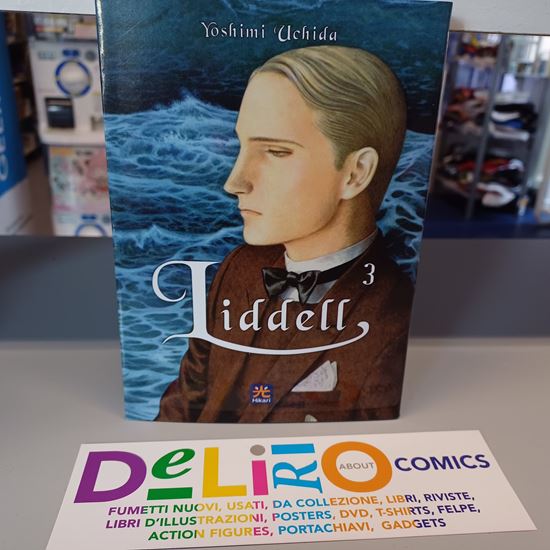 Yoshimi Uchida
Liddell 3
光
Hikari
DeLiRiO ABOUT COMICS
FUMETTI NUOVI, USATI, DA COLLEZIONE, LIBRI, RIVISTE,
LIBRI D'ILLUSTRAZIONI, POSTERS, DVD, T-SHIRTS, FELPE,
ACTION FIGURES, PORTACHIAVI, GADGETS